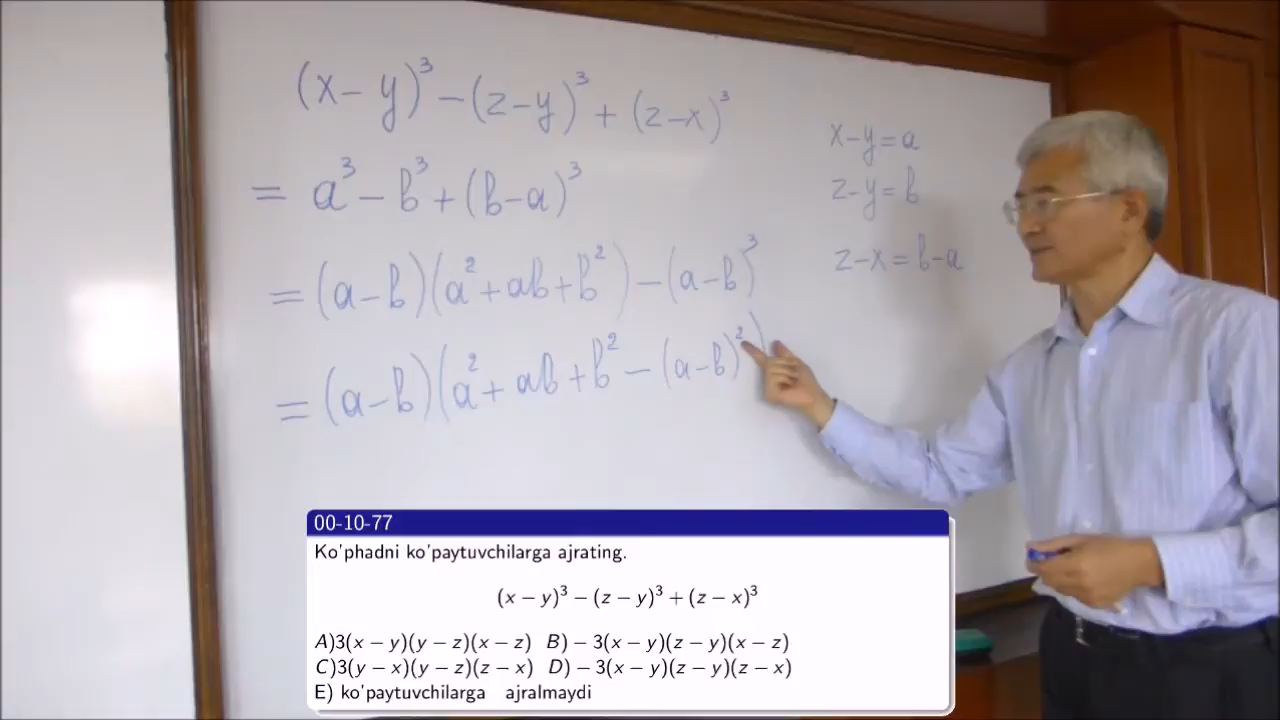 (x-y)³ - (z-y)³ + (z-x)³
= a³ - b³ + (b-a)³
= (a-b)(a² + ab + b²) - (a-b)³
= (a-b)(a² + ab + b² - (a-b)²)
x-y = a
z-y = b
z-x = b-a
00-10-77
Ko'phadni ko'paytuvchilarga ajrating.
(x − y)³ − (z − y)³ + (z − x)³
A)3(x − y)(y − z)(x − z) B) − 3(x − y)(z − y)(x − z)
C)3(y − x)(y − z)(z − x) D) − 3(x − y)(z − y)(z − x)
E) ko'paytuvchilarga ajralmaydi